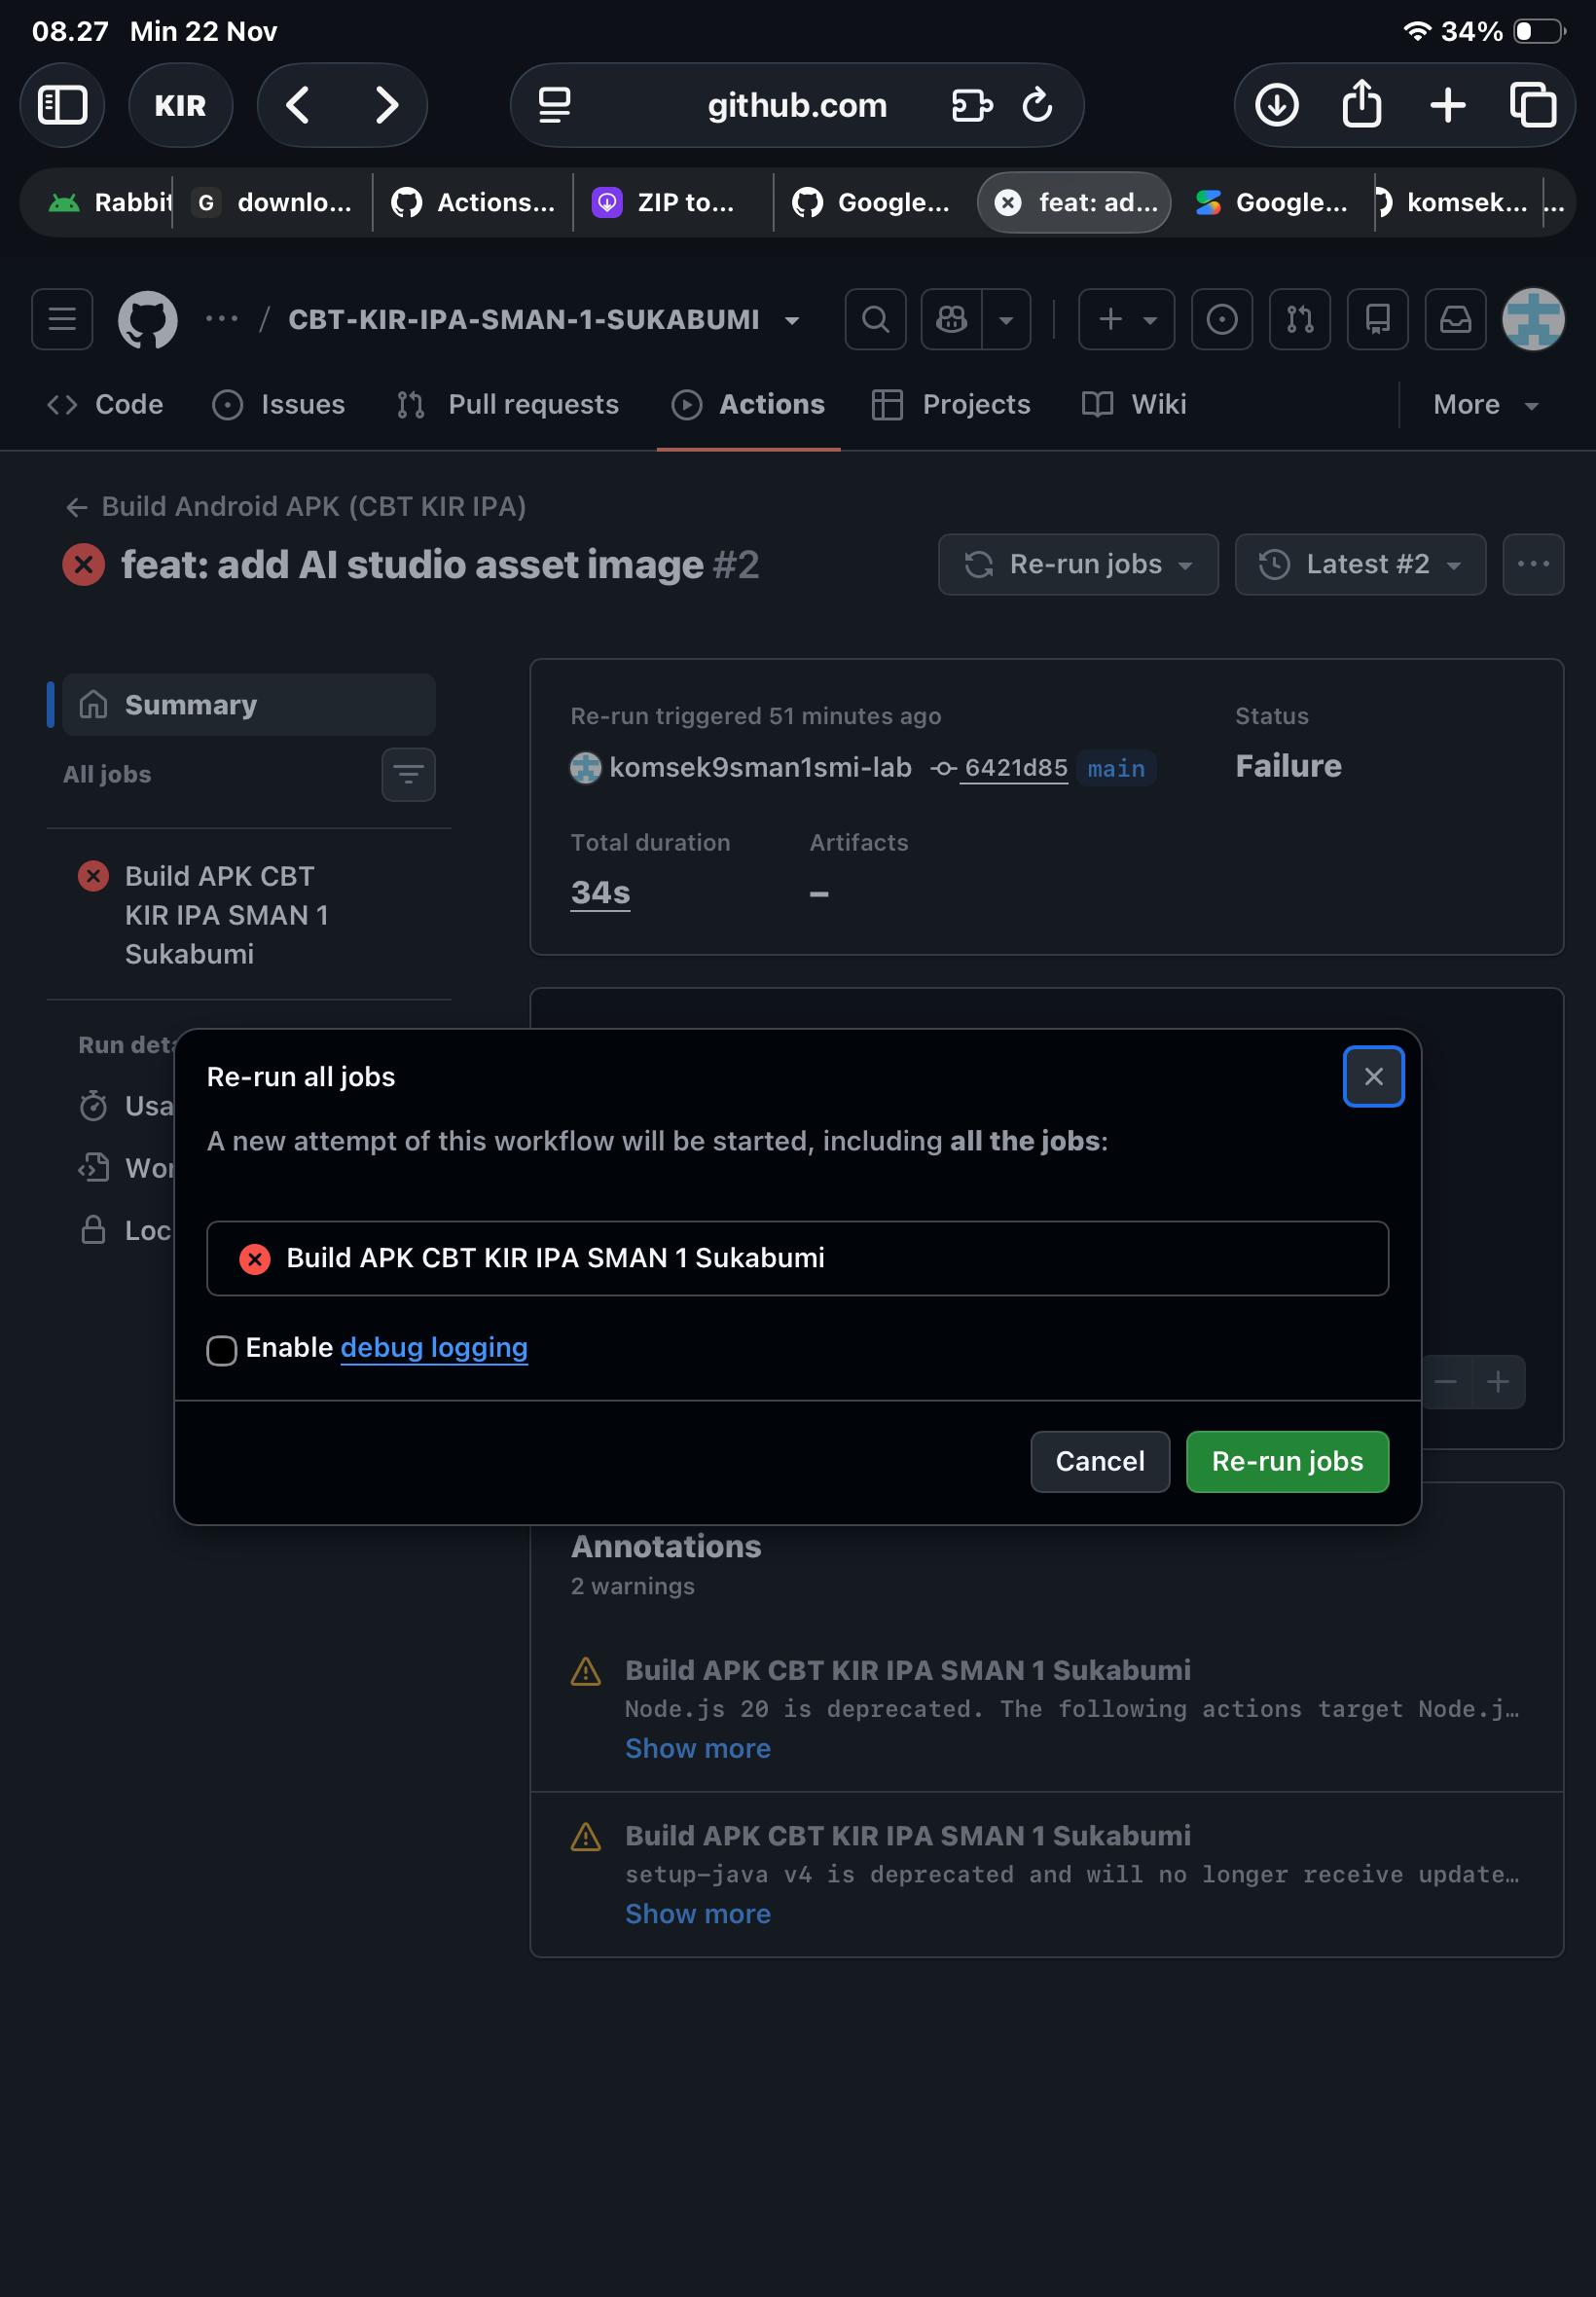 08.27 Min 22 Nov 34%
KIR github.com
Rabbit G downlo... Actions... ZIP to... Google... feat: ad... Google... komsek... ...
... / CBT-KIR-IPA-SMAN-1-SUKABUMI
Code Issues Pull requests Actions Projects Wiki More
Build Android APK (CBT KIR IPA)
feat: add AI studio asset image #2 Re-run jobs Latest #2 ...
Summary
All jobs
Build APK CBT
KIR IPA SMAN 1
Sukabumi
Re-run triggered 51 minutes ago Status
komsek9sman1smi-lab 6421d85 main Failure
Total duration Artifacts
34s –
Run deta
Usa
Wor
Loc
Re-run all jobs
A new attempt of this workflow will be started, including all the jobs:
Build APK CBT KIR IPA SMAN 1 Sukabumi
Enable debug logging
Cancel Re-run jobs
Annotations
2 warnings
Build APK CBT KIR IPA SMAN 1 Sukabumi
Node.js 20 is deprecated. The following actions target Node.j…
Show more
Build APK CBT KIR IPA SMAN 1 Sukabumi
setup-java v4 is deprecated and will no longer receive update…
Show more